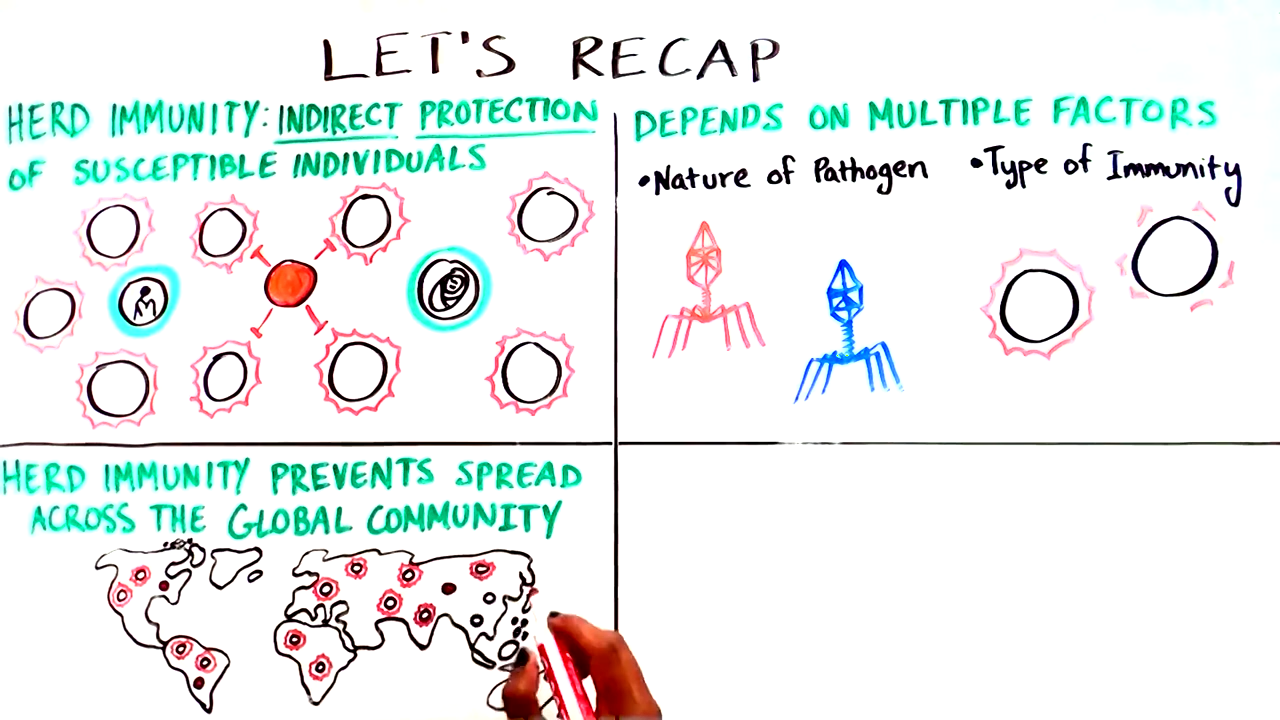 LET'S RECAP
HERD IMMUNITY: INDIRECT PROTECTION
OF SUSCEPTIBLE INDIVIDUALS
DEPENDS ON MULTIPLE FACTORS
•Nature of Pathogen •Type of Immunity
HERD IMMUNITY PREVENTS SPREAD
ACROSS THE GLOBAL COMMUNITY